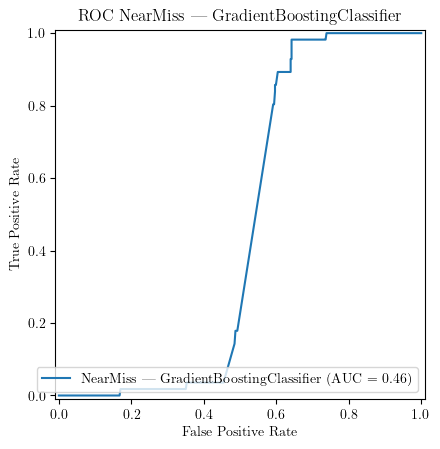 ROC NearMiss — GradientBoostingClassifier
1.0
0.8
0.6
0.4
0.2
0.0
True Positive Rate
NearMiss — GradientBoostingClassifier (AUC = 0.46)
0.0 0.2 0.4 0.6 0.8 1.0
False Positive Rate